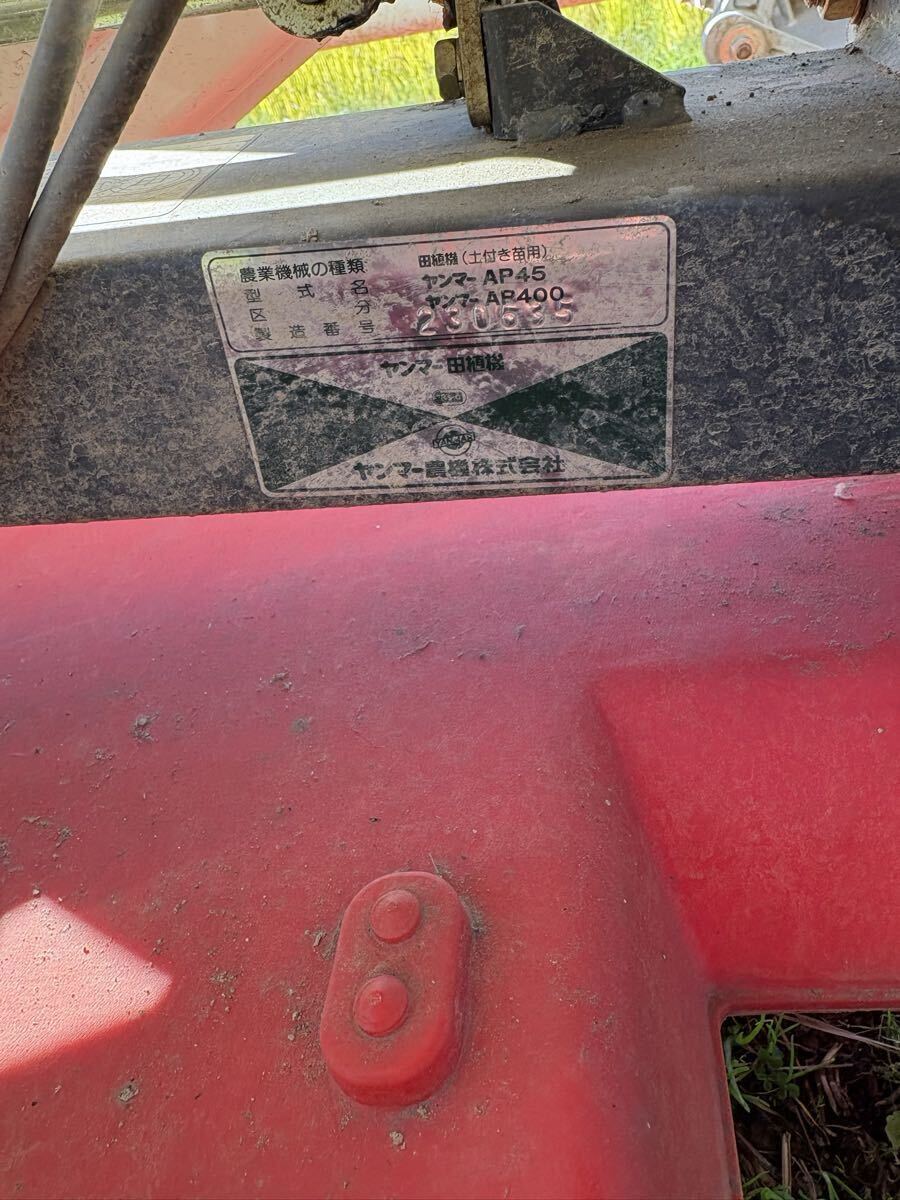 農業機械の種類 田植機(土付き苗用)
型式名 ヤンマー AP45
区分 ヤンマー AP400
製造番号 230535
ヤンマー田植機
YANMAR
ヤンマー農機株式会社